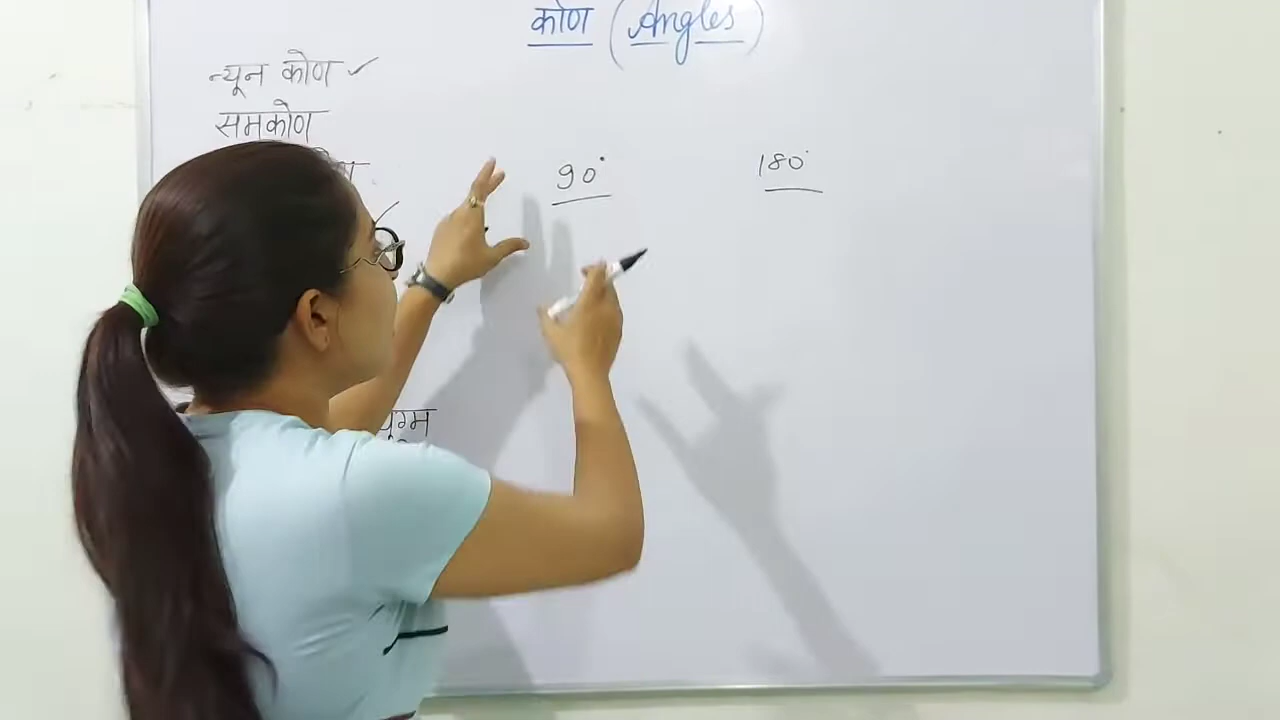 कोण (Angles)
न्यून कोण ✓
समकोण
90° 180°
युग्म